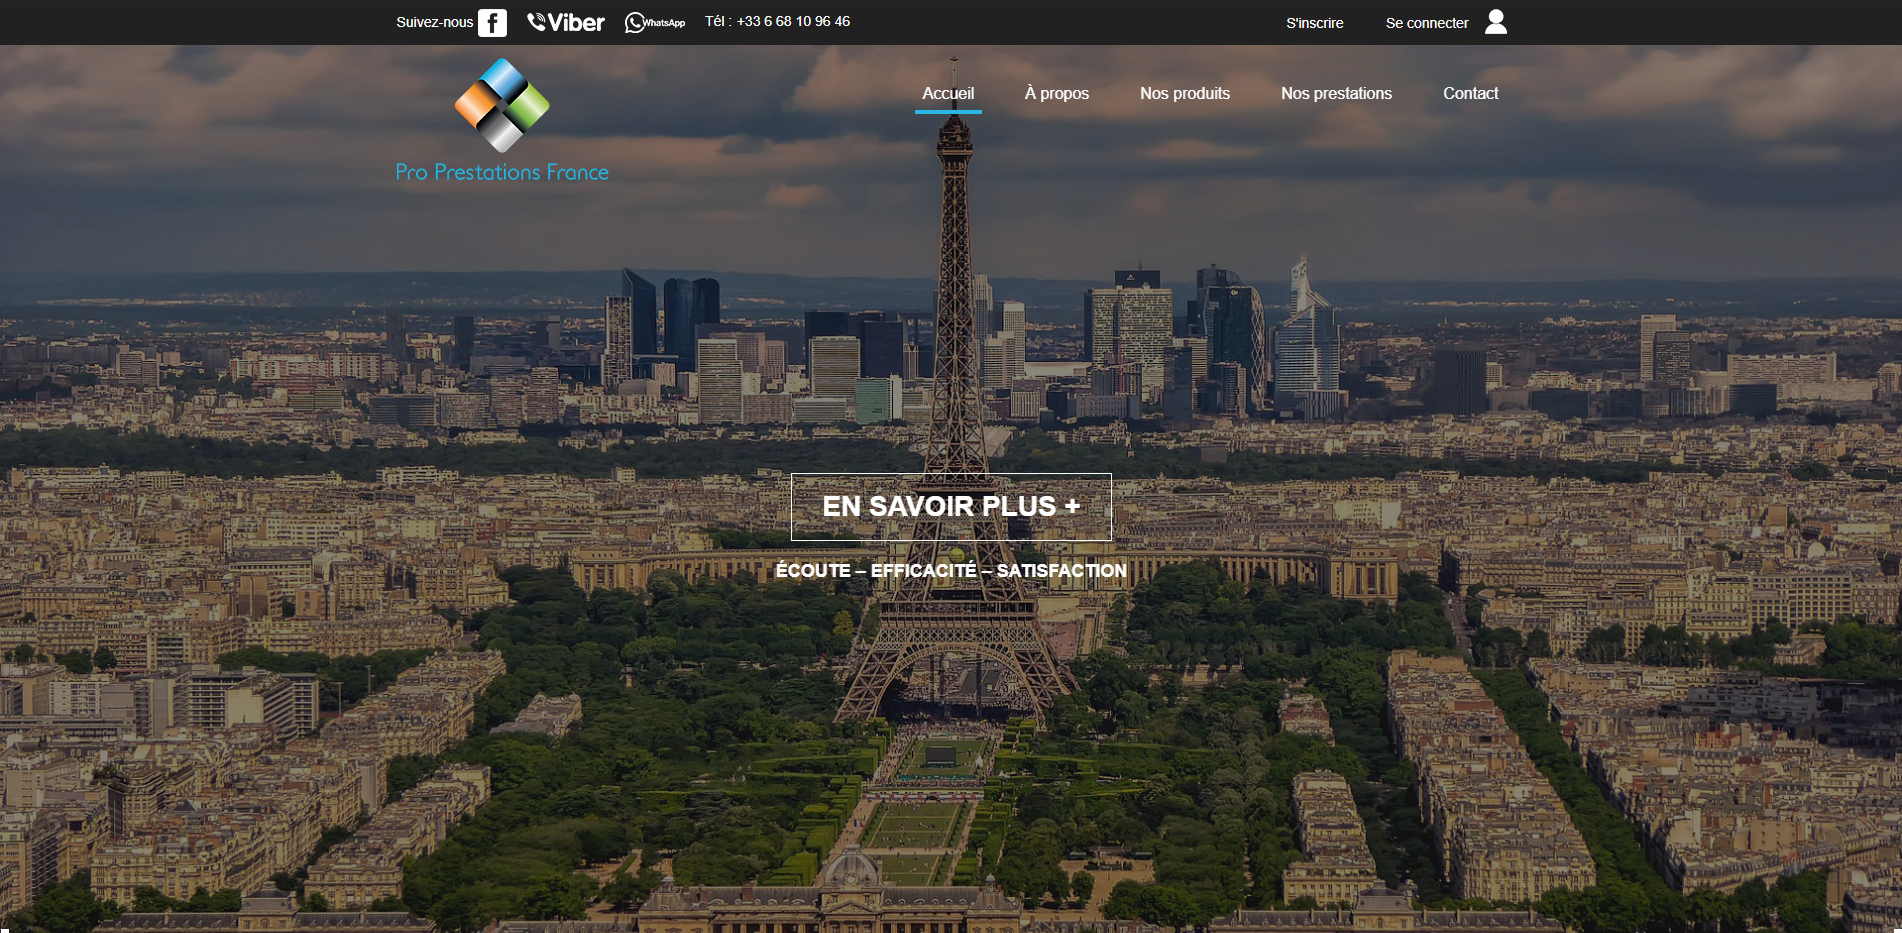 Suivez-nous
Viber
WhatsApp
Tél : +33 6 68 10 96 46
S'inscrire
Se connecter
Accueil
À propos
Nos produits
Nos prestations
Contact
Pro Prestations France
EN SAVOIR PLUS +
ÉCOUTE – EFFICACITÉ – SATISFACTION